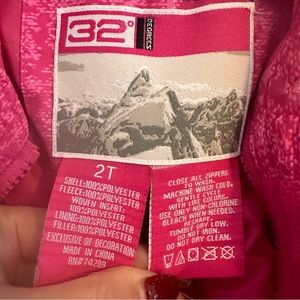 32°
DEGREES
2T
SHELL:100%POLYESTER
FLEECE:100%POLYESTER
WOVEN INSERT:
100%POLYESTER
LINING:100%POLYESTER
FILLER:100%POLYESTER
EXCLUSIVE OF DECORATION
MADE IN CHINA
RN#74299
CLOSE ALL ZIPPERS
TO WASH.
MACHINE WASH COLD.
GENTLE CYCLE
WITH LIKE COLORS.
USE ONLY NON-CHLORINE
BLEACH WHEN NEEDED.
RESHAPE.
TUMBLE DRY LOW.
DO NOT IRON.
DO NOT DRY CLEAN.